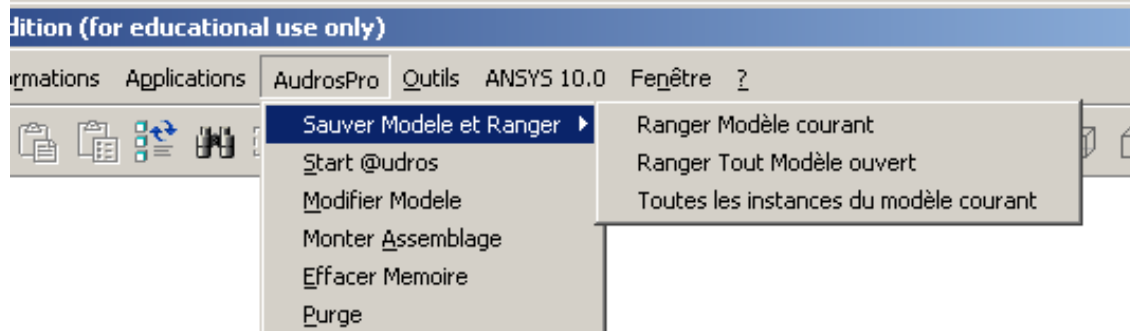 dition (for educational use only)
ormations Applications AudrosPro Outils ANSYS 10.0 Fenêtre ?
Sauver Modele et Ranger
Ranger Modèle courant
Start @udros
Ranger Tout Modèle ouvert
Modifier Modele
Toutes les instances du modèle courant
Monter Assemblage
Effacer Memoire
Purge